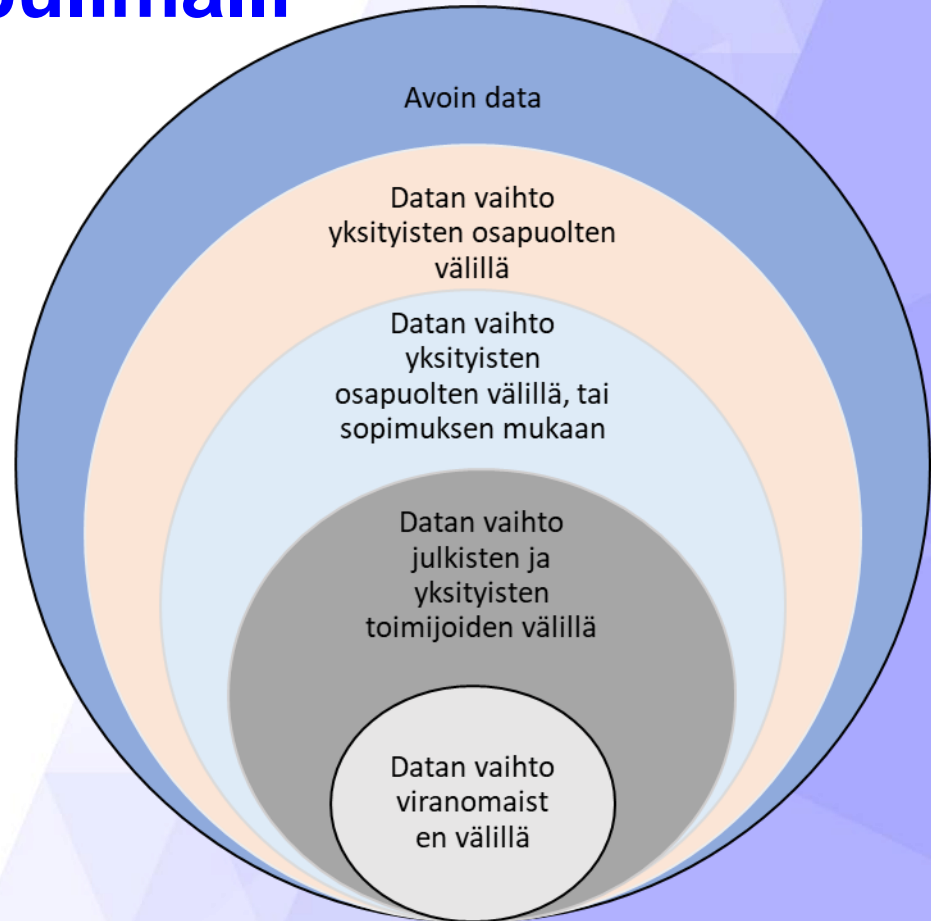 Avoin data
Datan vaihto
yksityisten osapuolten
välillä
Datan vaihto
yksityisten
osapuolten välillä, tai
sopimuksen mukaan
Datan vaihto
julkisten ja
yksityisten
toimijoiden välillä
Datan vaihto
viranomaist
en välillä